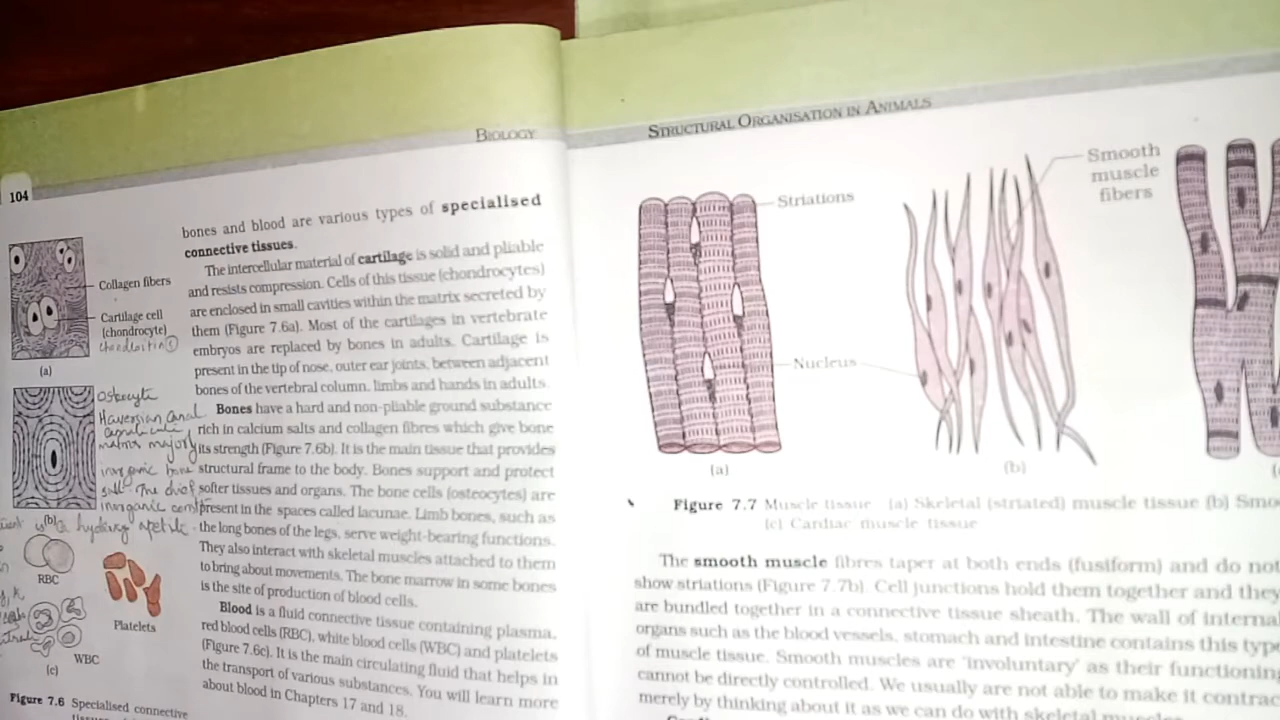 BIOLOGY
104
bones and blood are various types of specialised
connective tissues.
The intercellular material of cartilage is solid and pliable
and resists compression. Cells of this tissue (chondrocytes)
are enclosed in small cavities within the matrix secreted by
them (Figure 7.6a). Most of the cartilages in vertebrate
embryos are replaced by bones in adults. Cartilage is
present in the tip of nose, outer ear joints, between adjacent
bones of the vertebral column, limbs and hands in adults.
Bones have a hard and non-pliable ground substance
rich in calcium salts and collagen fibres which give bone
its strength (Figure 7.6b). It is the main tissue that provides
structural frame to the body. Bones support and protect
softer tissues and organs. The bone cells (osteocytes) are
present in the spaces called lacunae. Limb bones, such as
the long bones of the legs, serve weight-bearing functions.
They also interact with skeletal muscles attached to them
to bring about movements. The bone marrow in some bones
is the site of production of blood cells.
Blood is a fluid connective tissue containing plasma,
red blood cells (RBC), white blood cells (WBC) and platelets
(Figure 7.6c). It is the main circulating fluid that helps in
the transport of various substances. You will learn more
about blood in Chapters 17 and 18.
Collagen fibers
Cartilage cell
(chondrocyte)
(a)
Osteocyte
Haversian Canal
(b)
RBC
Platelets
WBC
(c)
Figure 7.6 Specialised connective
STRUCTURAL ORGANISATION IN ANIMALS
Striations
Smooth
muscle
fibers
Nucleus
(a)
(b)
Figure 7.7 Muscle tissue (a) Skeletal (striated) muscle tissue (b) Smo
(c) Cardiac muscle tissue
The smooth muscle fibres taper at both ends (fusiform) and do not
show striations (Figure 7.7b). Cell junctions hold them together and they
are bundled together in a connective tissue sheath. The wall of internal
organs such as the blood vessels, stomach and intestine contains this type
of muscle tissue. Smooth muscles are 'involuntary' as their functioning
cannot be directly controlled. We usually are not able to make it contrac
merely by thinking about it as we can do with skeletal muscles